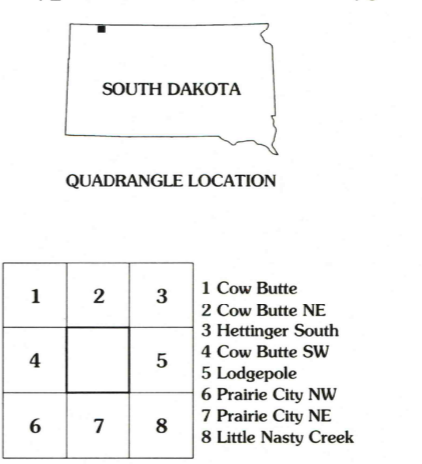 SOUTH DAKOTA
QUADRANGLE LOCATION
1 2 3
4 5
6 7 8
1 Cow Butte
2 Cow Butte NE
3 Hettinger South
4 Cow Butte SW
5 Lodgepole
6 Prairie City NW
7 Prairie City NE
8 Little Nasty Creek